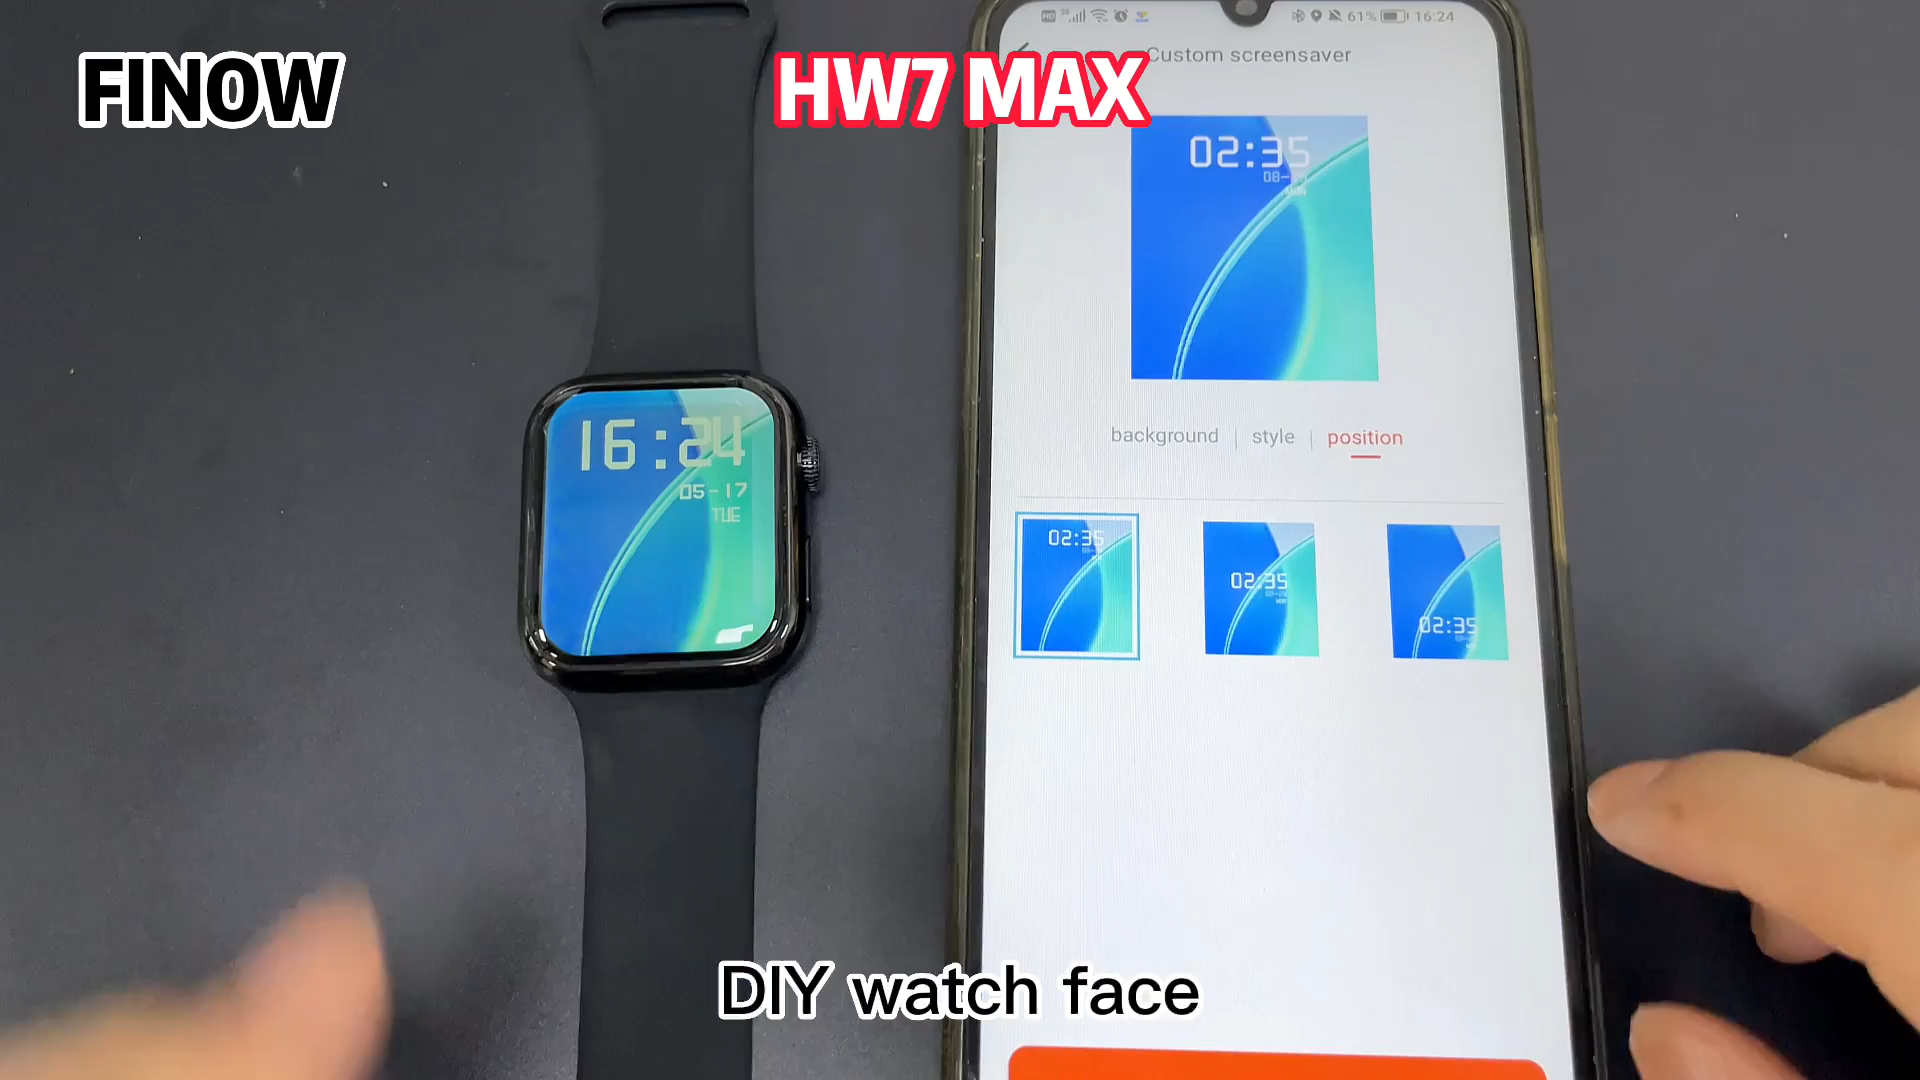 FINOW
HW7 MAX
61% 16:24
Custom screensaver
02:35
16:24
05-17
TUE
background | style | position
02:35
02:35
02:35
DIY watch face